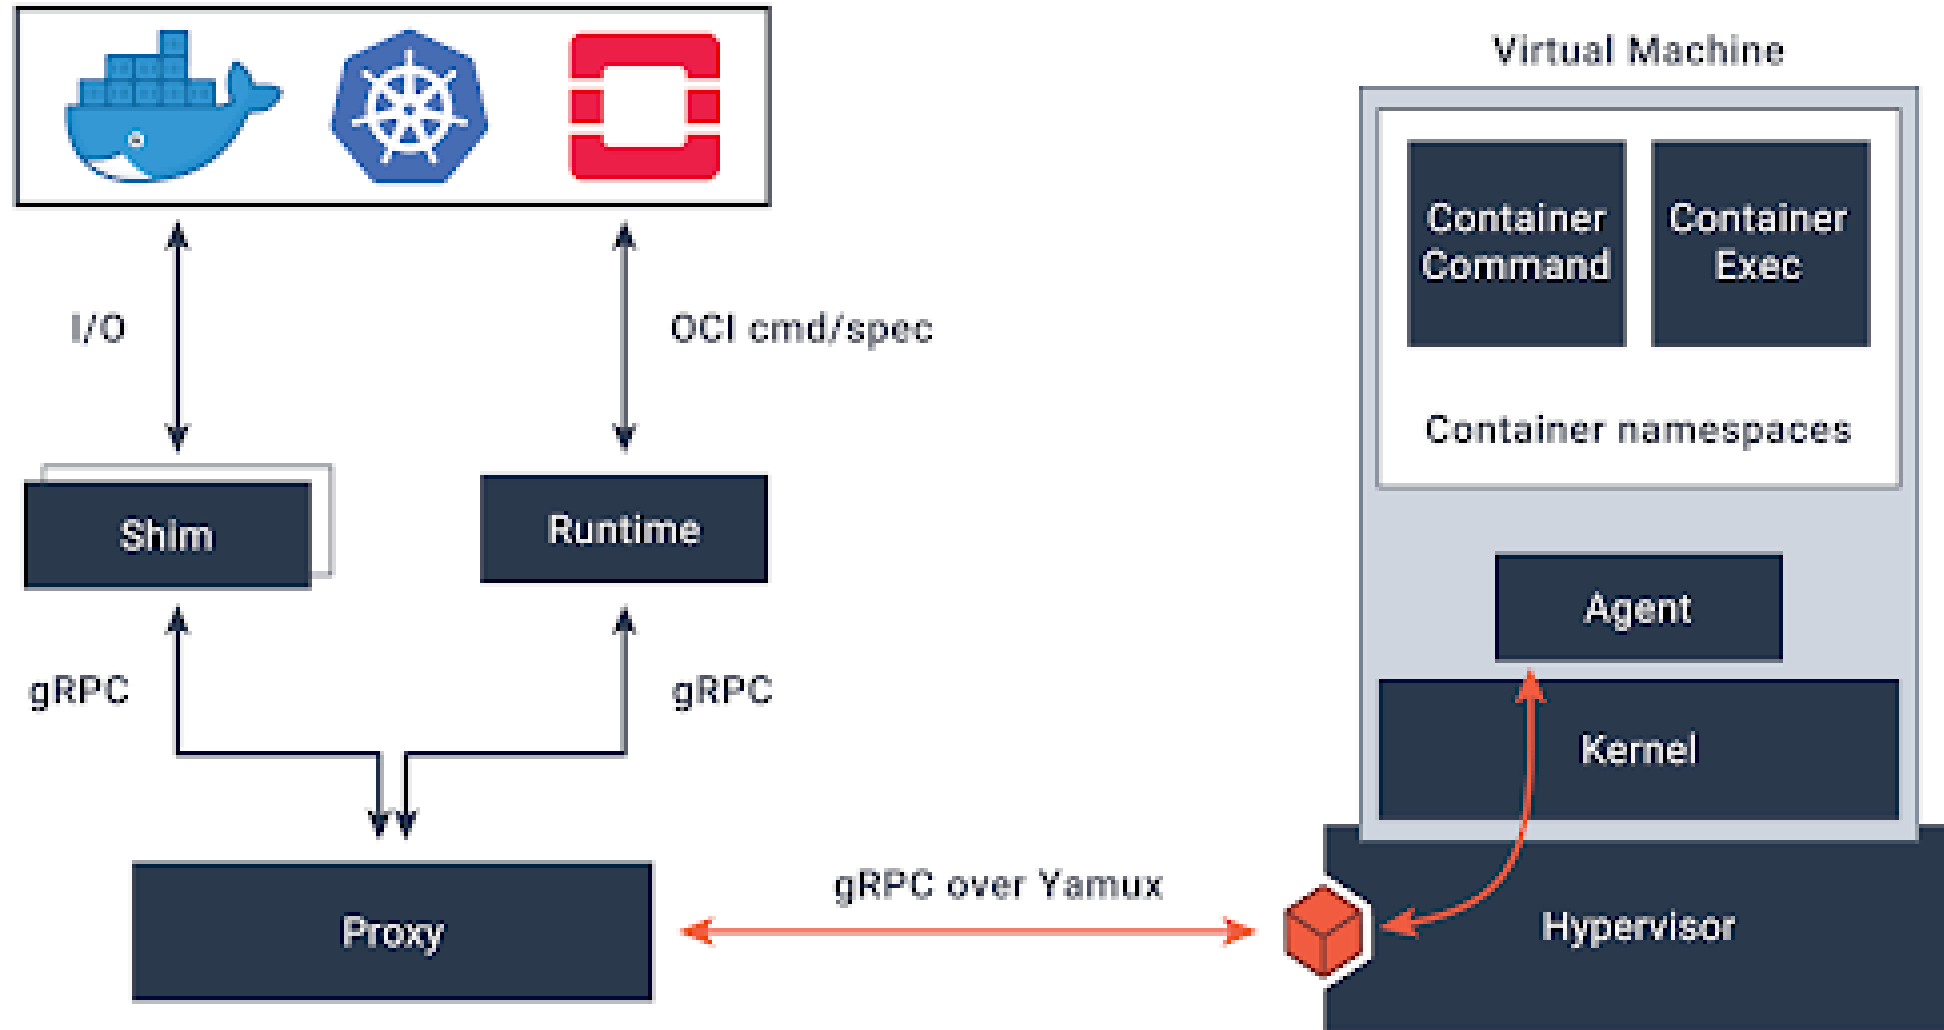 Virtual Machine
Container
Command
Container
Exec
I/O
OCI cmd/spec
Container namespaces
Shim
Runtime
Agent
gRPC
gRPC
Kernel
gRPC over Yamux
Proxy
Hypervisor